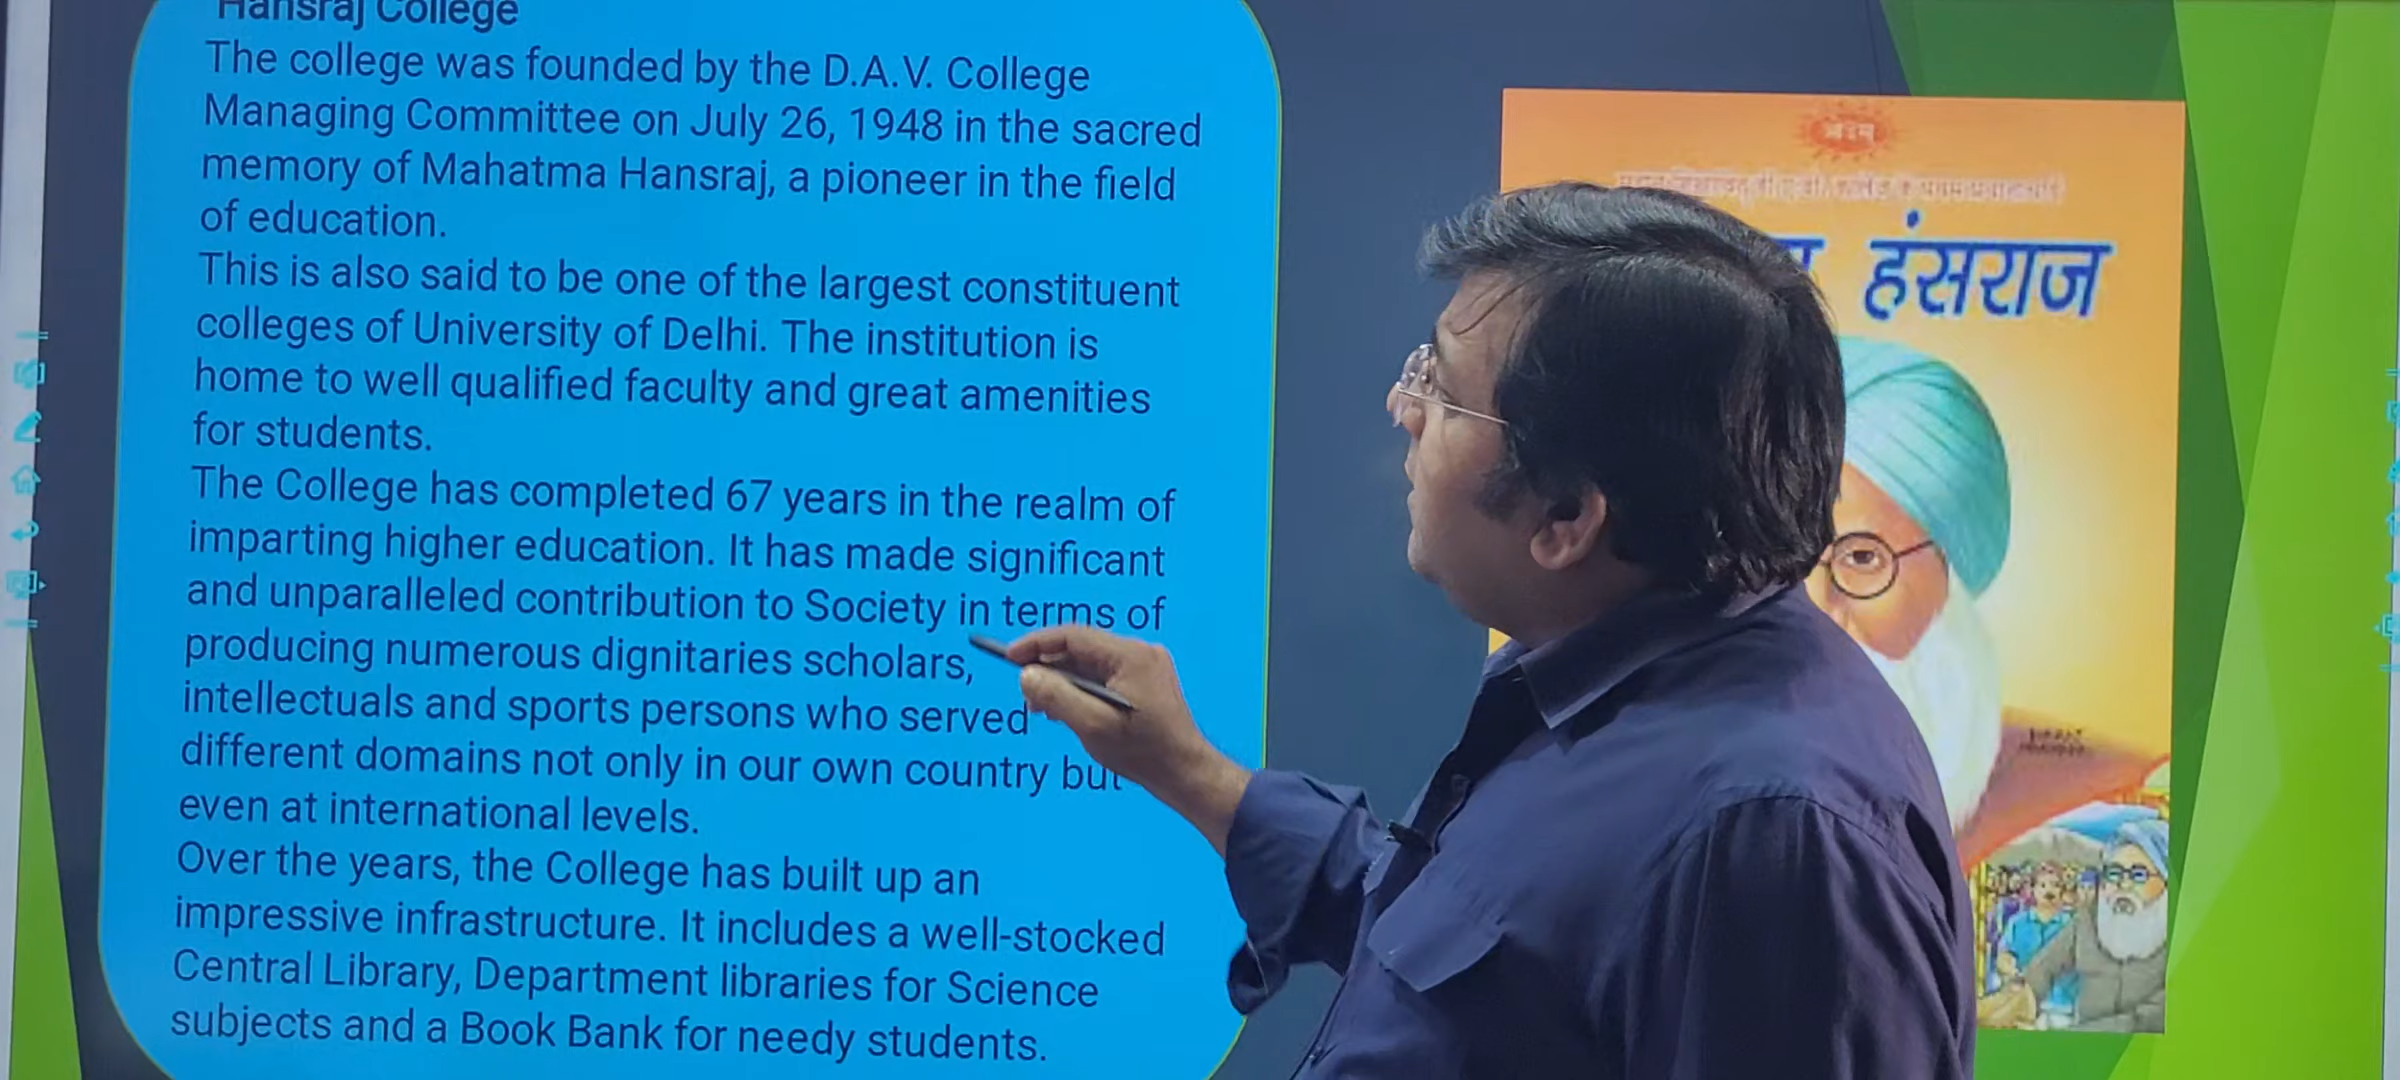 Hansraj College
The college was founded by the D.A.V. College
Managing Committee on July 26, 1948 in the sacred
memory of Mahatma Hansraj, a pioneer in the field
of education.
This is also said to be one of the largest constituent
colleges of University of Delhi. The institution is
home to well qualified faculty and great amenities
for students.
The College has completed 67 years in the realm of
imparting higher education. It has made significant
and unparalleled contribution to Society in terms of
producing numerous dignitaries scholars,
intellectuals and sports persons who served
different domains not only in our own country but
even at international levels.
Over the years, the College has built up an
impressive infrastructure. It includes a well-stocked
Central Library, Department libraries for Science
subjects and a Book Bank for needy students.
हंसराज